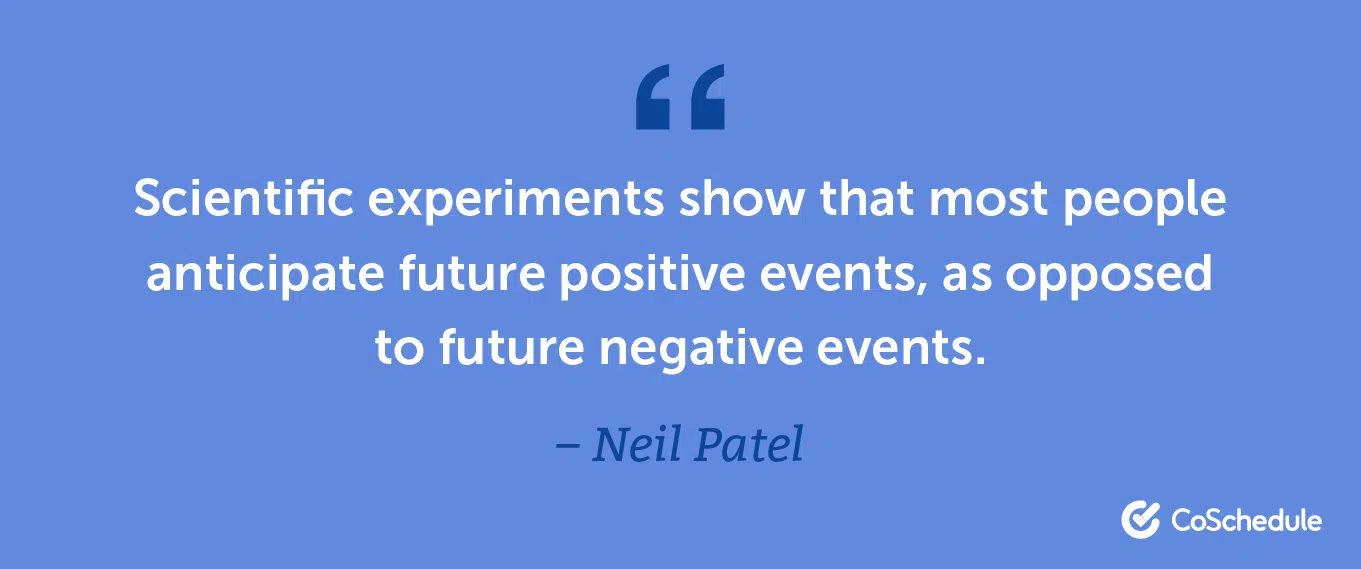 “
Scientific experiments show that most people
anticipate future positive events, as opposed
to future negative events.
– Neil Patel
CoSchedule